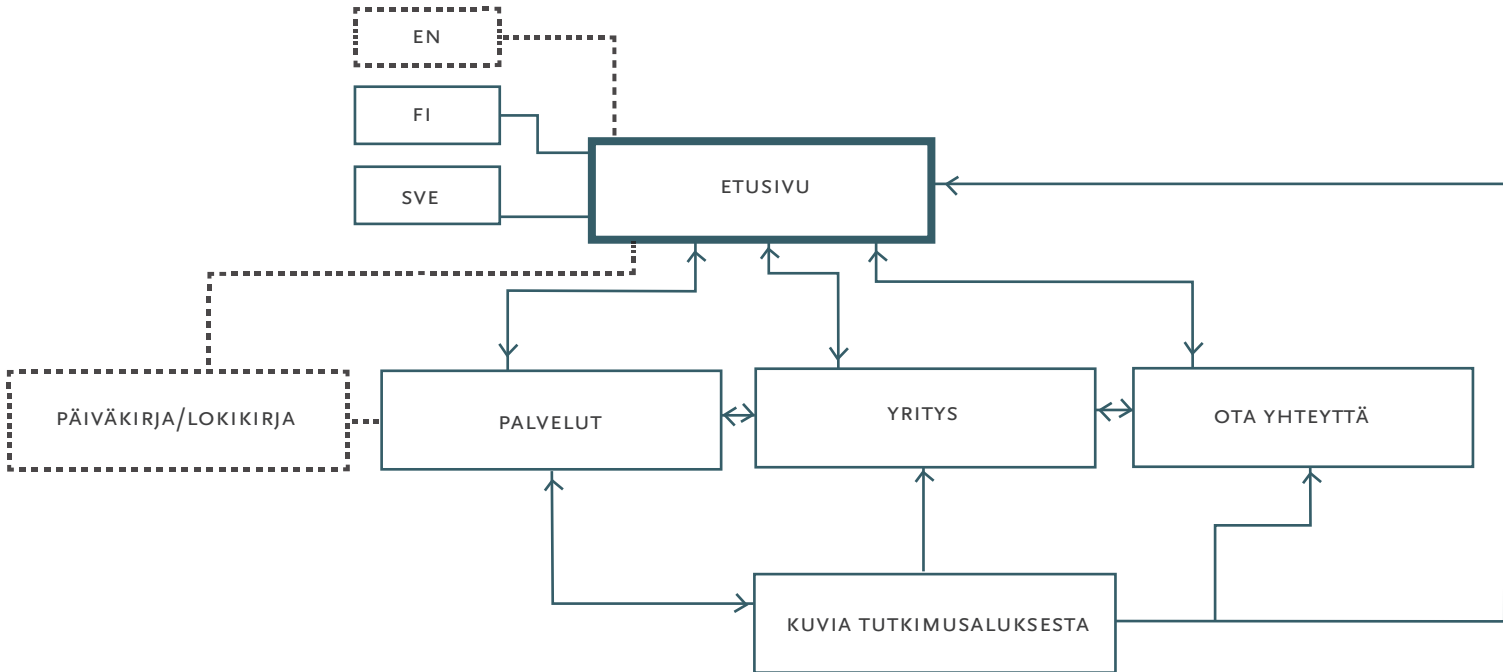 EN
FI
SVE
ETUSIVU
PÄIVÄKIRJA/LOKIKIRJA
PALVELUT
YRITYS
OTA YHTEYTTÄ
KUVIA TUTKIMUSALUKSESTA